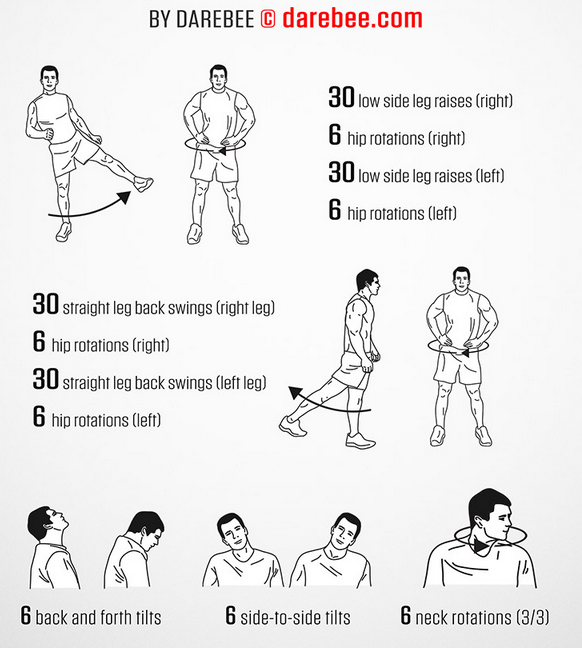 BY DAREBEE © darebee.com
30 low side leg raises (right)
6 hip rotations (right)
30 low side leg raises (left)
6 hip rotations (left)
30 straight leg back swings (right leg)
6 hip rotations (right)
30 straight leg back swings (left leg)
6 hip rotations (left)
6 back and forth tilts
6 side-to-side tilts
6 neck rotations (3/3)